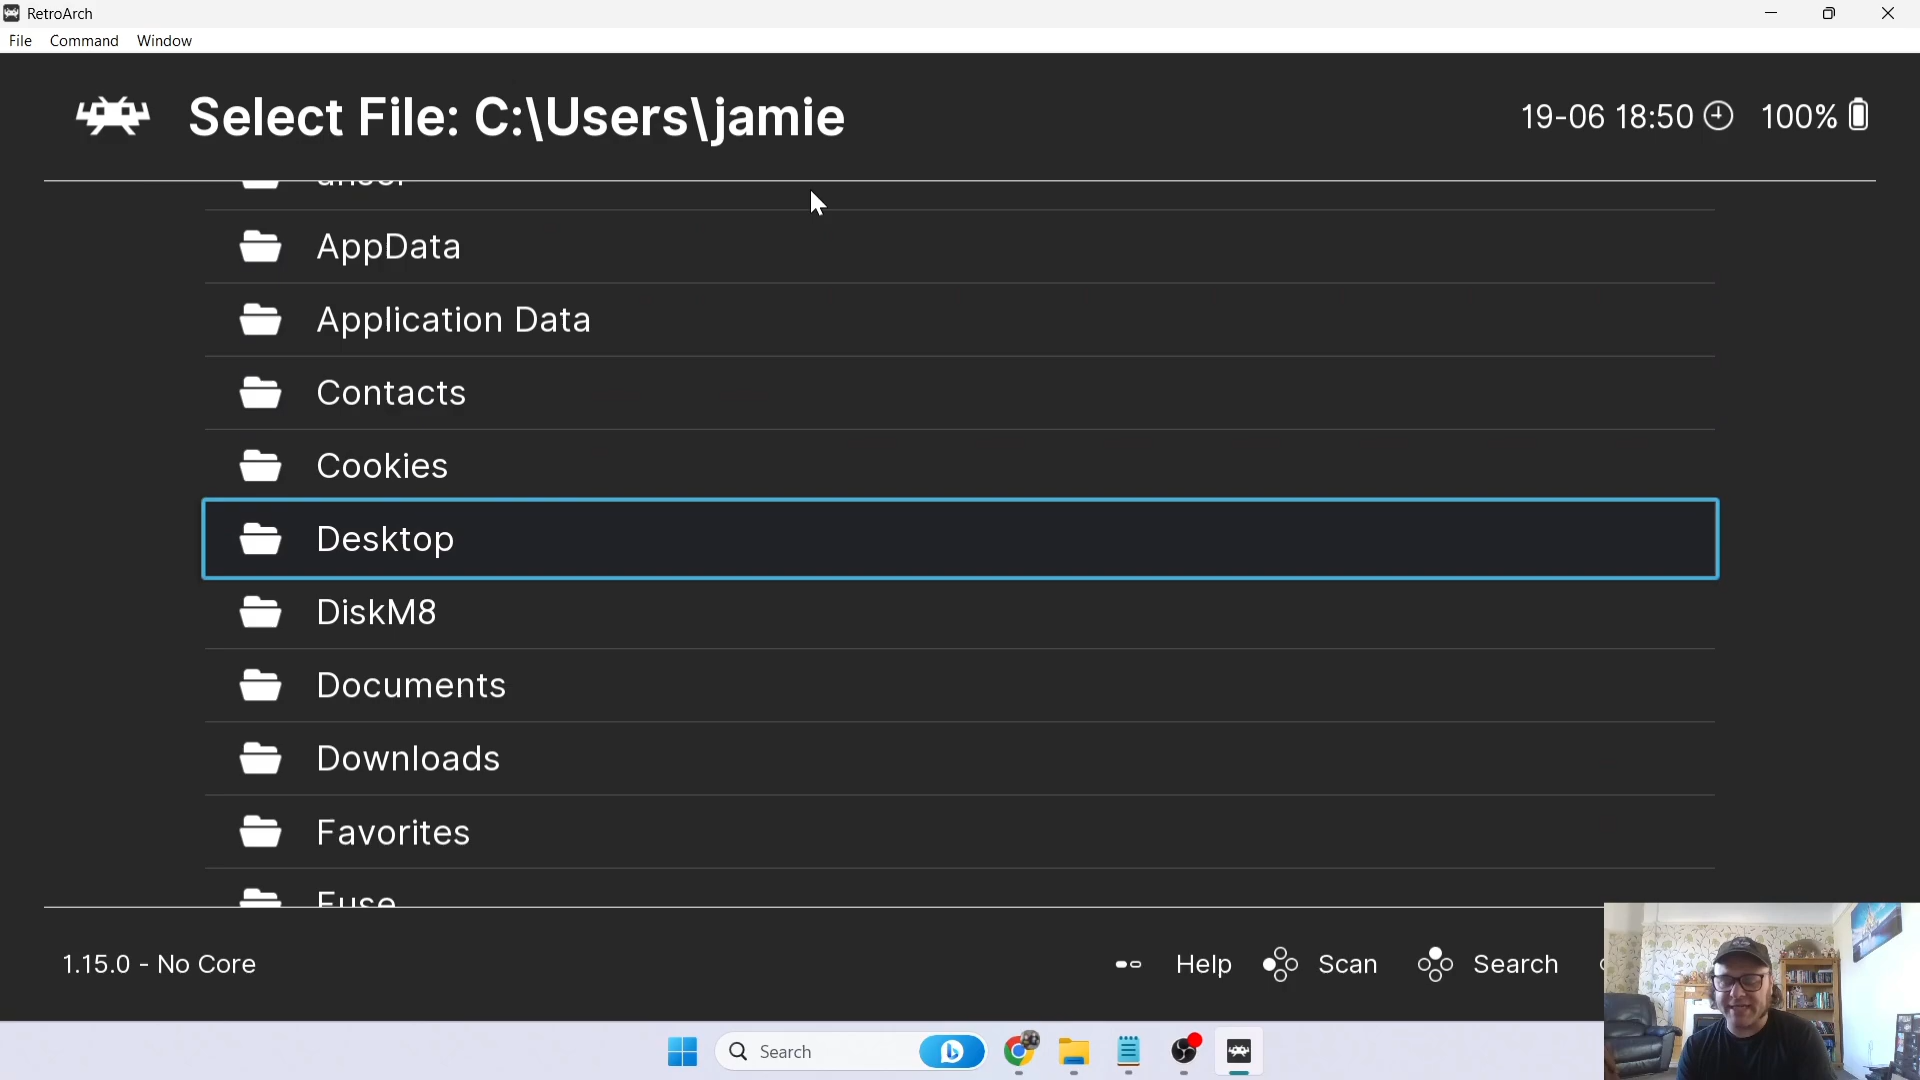 RetroArch
File Command Window
Select File: C:\Users\jamie
19-06 18:50 100%
AppData
Application Data
Contacts
Cookies
Desktop
DiskM8
Documents
Downloads
Favorites
Fuse
1.15.0 - No Core
Help Scan Search
Search